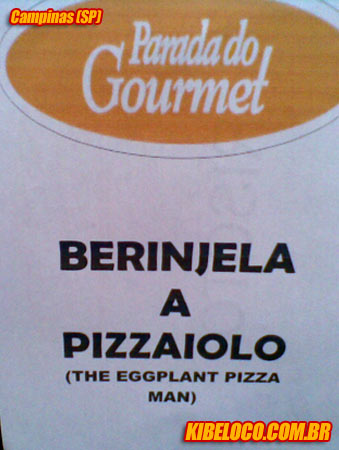 Campinas (SP)
Parada do
Gourmet
BERINJELA
A
PIZZAIOLO
(THE EGGPLANT PIZZA
MAN)
KIBELOCO.COM.BR